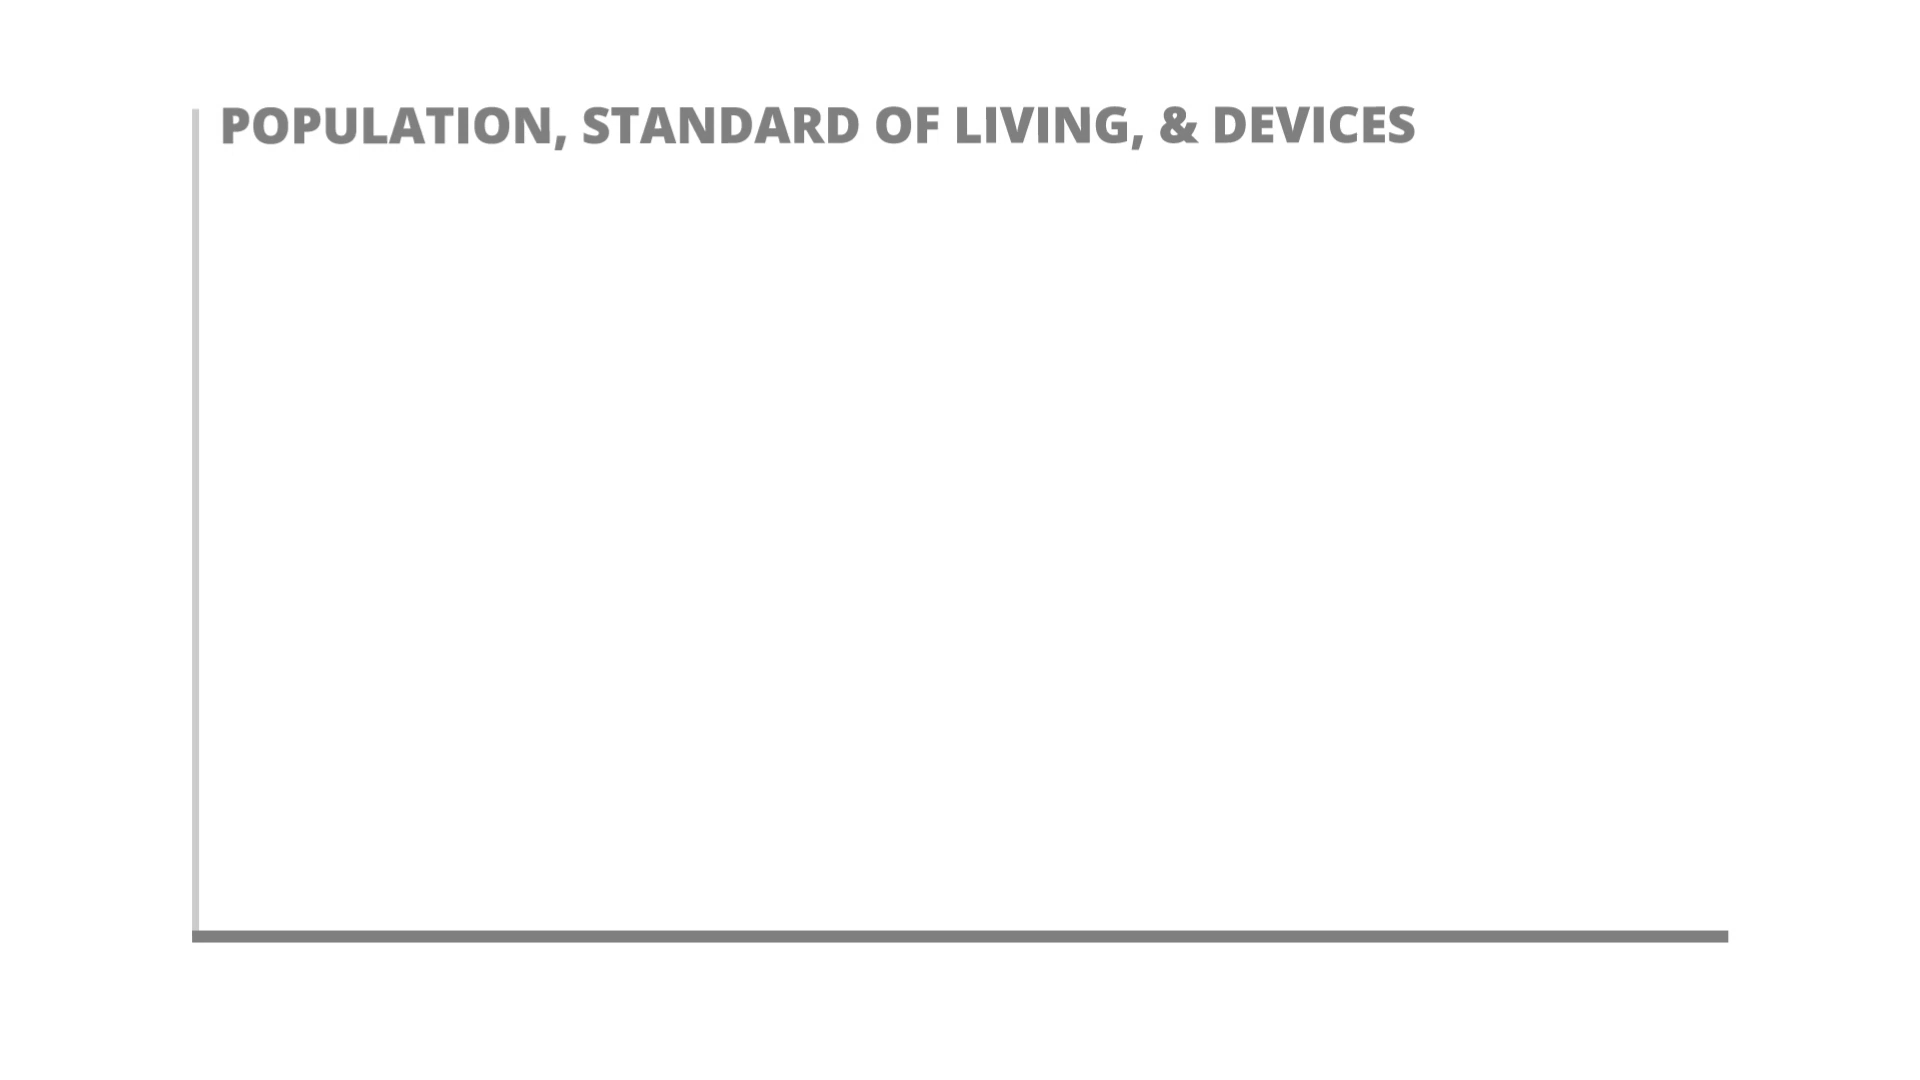 POPULATION, STANDARD OF LIVING, & DEVICES